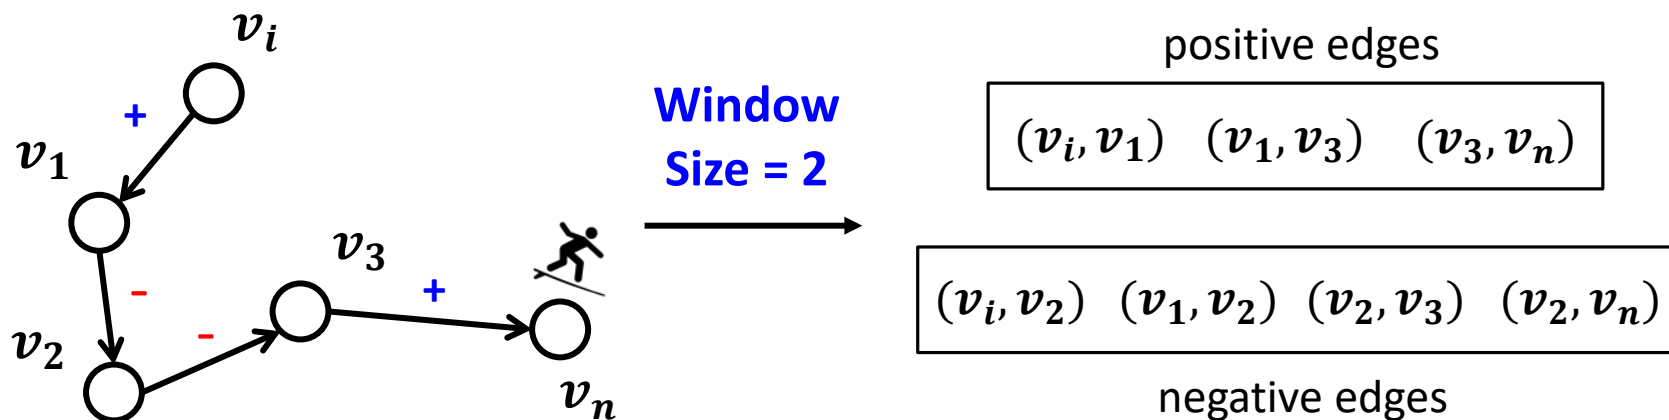 v_i
+
v_1
-
v_2
-
v_3
+
v_n
Window
Size = 2
positive edges
(v_i, v_1) (v_1, v_3) (v_3, v_n)
(v_i, v_2) (v_1, v_2) (v_2, v_3) (v_2, v_n)
negative edges